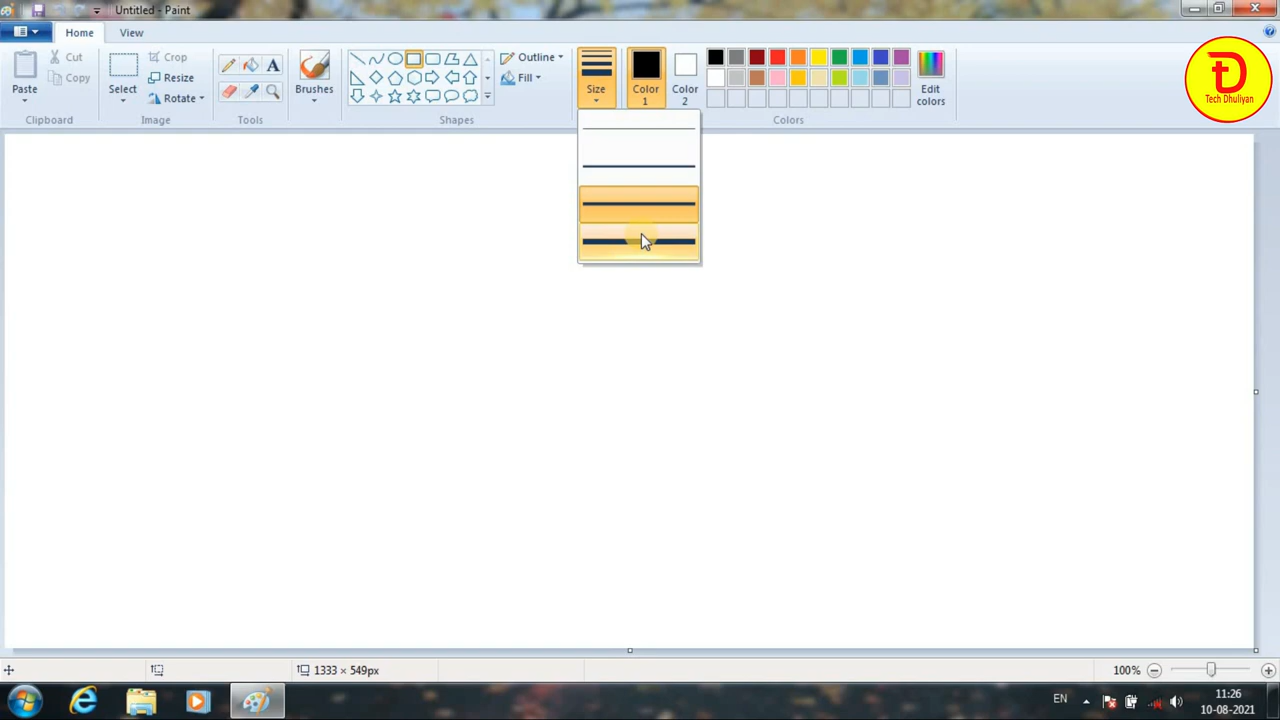 Untitled - Paint
Home
View
Paste
Cut
Copy
Clipboard
Select
Crop
Resize
Rotate
Image
A
Tools
Brushes
Outline
Fill
Shapes
Size
Color
1
Color
2
Edit
colors
Colors
Tech Dhuliyan
1333 × 549px
100%
EN
11:26
10-08-2021